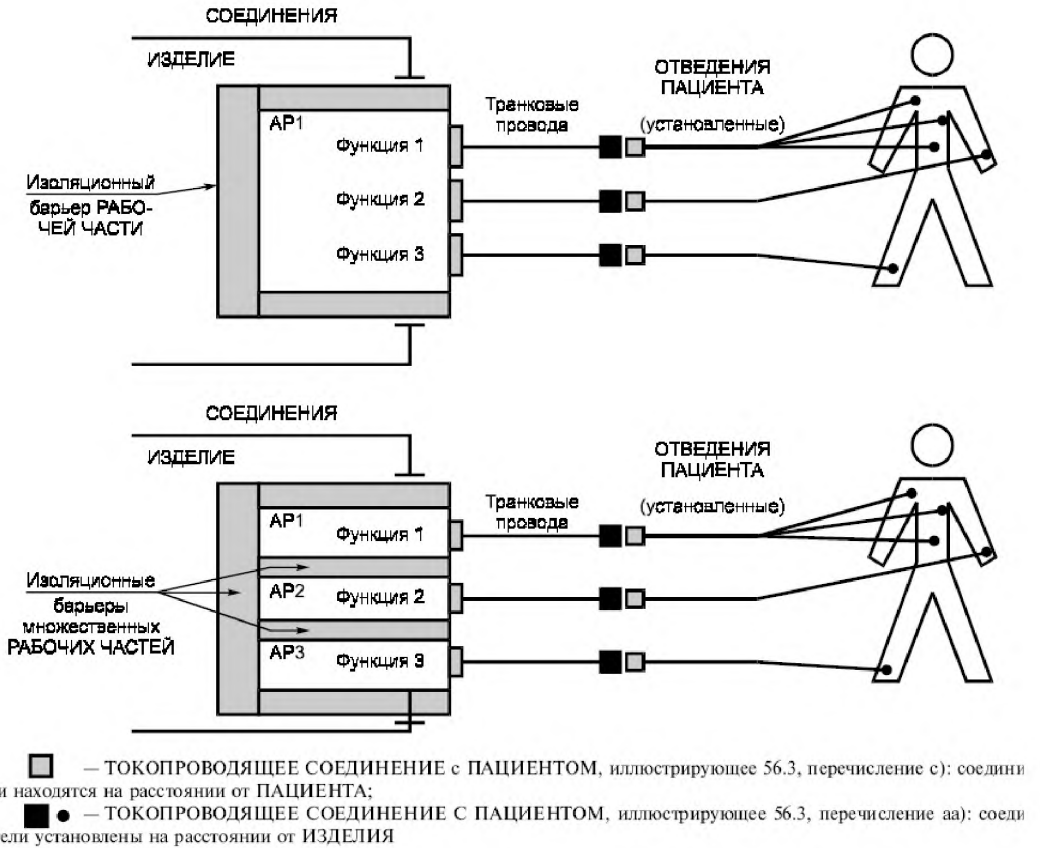 СОЕДИНЕНИЯ
ИЗДЕЛИЕ
AP1
Функция 1
Функция 2
Функция 3
Изоляционный
барьер РАБО-
ЧЕЙ ЧАСТИ
Транковые
провода
ОТВЕДЕНИЯ
ПАЦИЕНТА
(установленные)
СОЕДИНЕНИЯ
ИЗДЕЛИЕ
AP1
Функция 1
AP2
Функция 2
AP3
Функция 3
Изоляционные
барьеры
множественных
РАБОЧИХ ЧАСТЕЙ
Транковые
провода
ОТВЕДЕНИЯ
ПАЦИЕНТА
(установленные)
— ТОКОПРОВОДЯЩЕЕ СОЕДИНЕНИЕ с ПАЦИЕНТОМ, иллюстрирующее 56.3, перечисление c): соедини
и находятся на расстоянии от ПАЦИЕНТА;
— ТОКОПРОВОДЯЩЕЕ СОЕДИНЕНИЕ С ПАЦИЕНТОМ, иллюстрирующее 56.3, перечисление aa): соеди
ели установлены на расстоянии от ИЗДЕЛИЯ